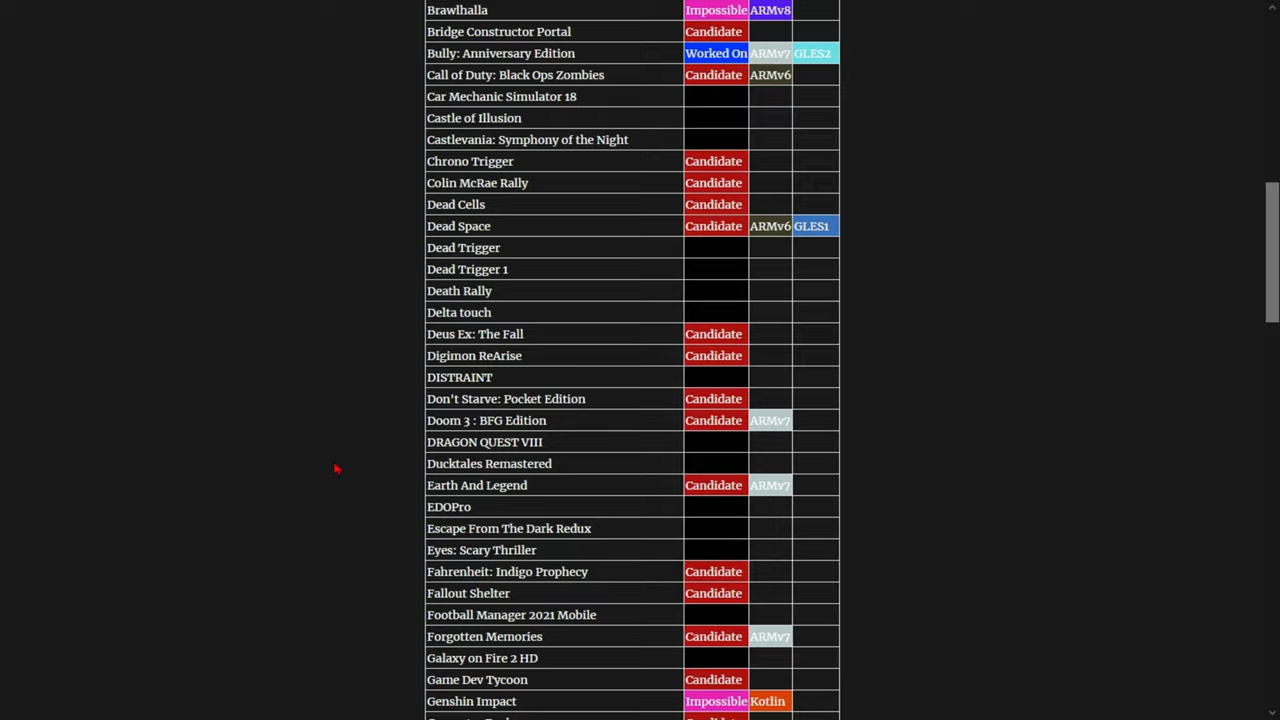 Brawlhalla Impossible ARMv8
Bridge Constructor Portal Candidate
Bully: Anniversary Edition Worked On ARMv7 GLES2
Call of Duty: Black Ops Zombies Candidate ARMv6
Car Mechanic Simulator 18
Castle of Illusion
Castlevania: Symphony of the Night
Chrono Trigger Candidate
Colin McRae Rally Candidate
Dead Cells Candidate
Dead Space Candidate ARMv6 GLES1
Dead Trigger
Dead Trigger 1
Death Rally
Delta touch
Deus Ex: The Fall Candidate
Digimon ReArise Candidate
DISTRAINT
Don't Starve: Pocket Edition Candidate
Doom 3 : BFG Edition Candidate ARMv7
DRAGON QUEST VIII
Ducktales Remastered
Earth And Legend Candidate ARMv7
EDOPro
Escape From The Dark Redux
Eyes: Scary Thriller
Fahrenheit: Indigo Prophecy Candidate
Fallout Shelter Candidate
Football Manager 2021 Mobile
Forgotten Memories Candidate ARMv7
Galaxy on Fire 2 HD
Game Dev Tycoon Candidate
Genshin Impact Impossible Kotlin